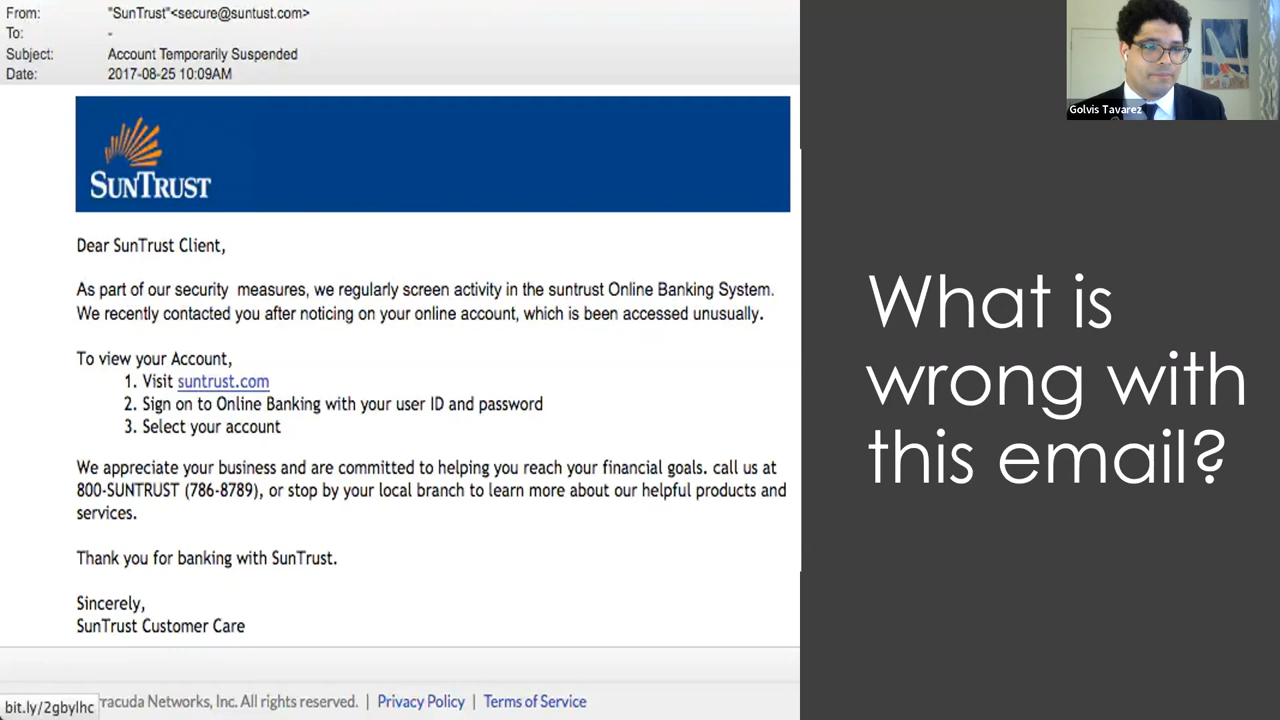 From: "SunTrust"<secure@suntust.com>
To: -
Subject: Account Temporarily Suspended
Date: 2017-08-25 10:09AM
SUNTRUST
Dear SunTrust Client,
As part of our security measures, we regularly screen activity in the suntrust Online Banking System.
We recently contacted you after noticing on your online account, which is been accessed unusually.
To view your Account,
1. Visit suntrust.com
2. Sign on to Online Banking with your user ID and password
3. Select your account
We appreciate your business and are committed to helping you reach your financial goals. call us at
800-SUNTRUST (786-8789), or stop by your local branch to learn more about our helpful products and
services.
Thank you for banking with SunTrust.
Sincerely,
SunTrust Customer Care
bit.ly/2gbylhc
racuda Networks, Inc. All rights reserved. | Privacy Policy | Terms of Service
Golvis Tavarez
What is
wrong with
this email?